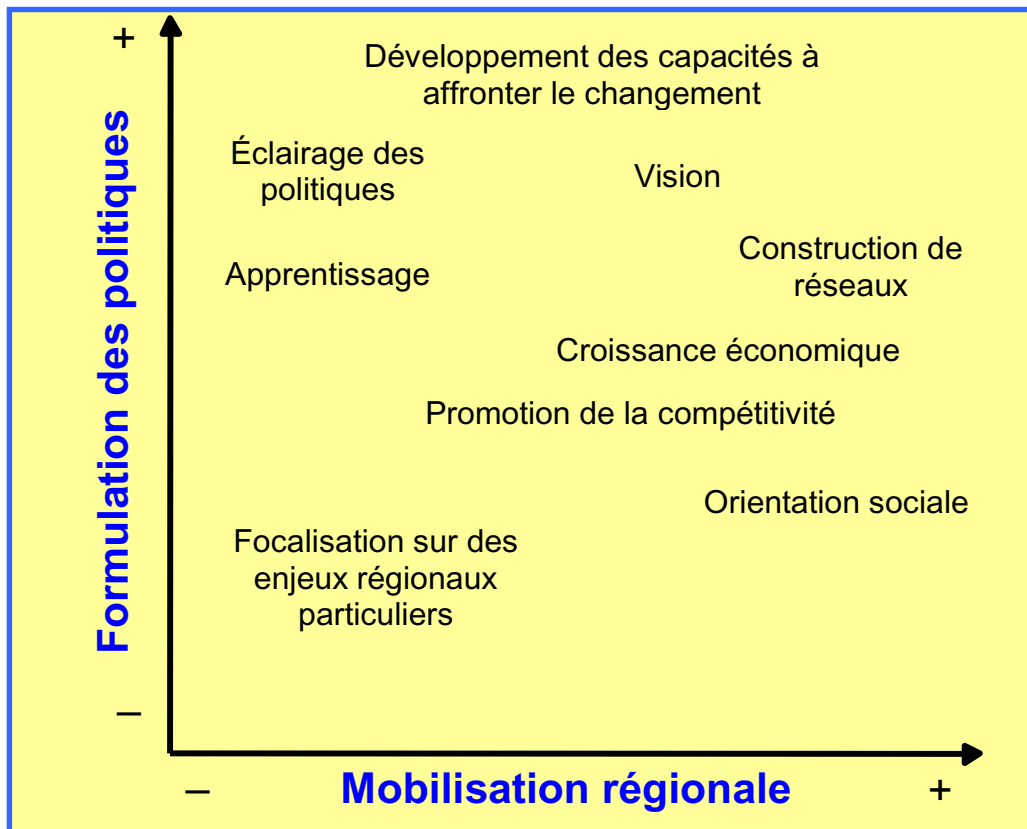 +
Développement des capacités à
affronter le changement
Éclairage des
politiques
Vision
Construction de
réseaux
Apprentissage
Croissance économique
Promotion de la compétitivité
Orientation sociale
Focalisation sur des
enjeux régionaux
particuliers
Formulation des politiques
–
–
Mobilisation régionale
+